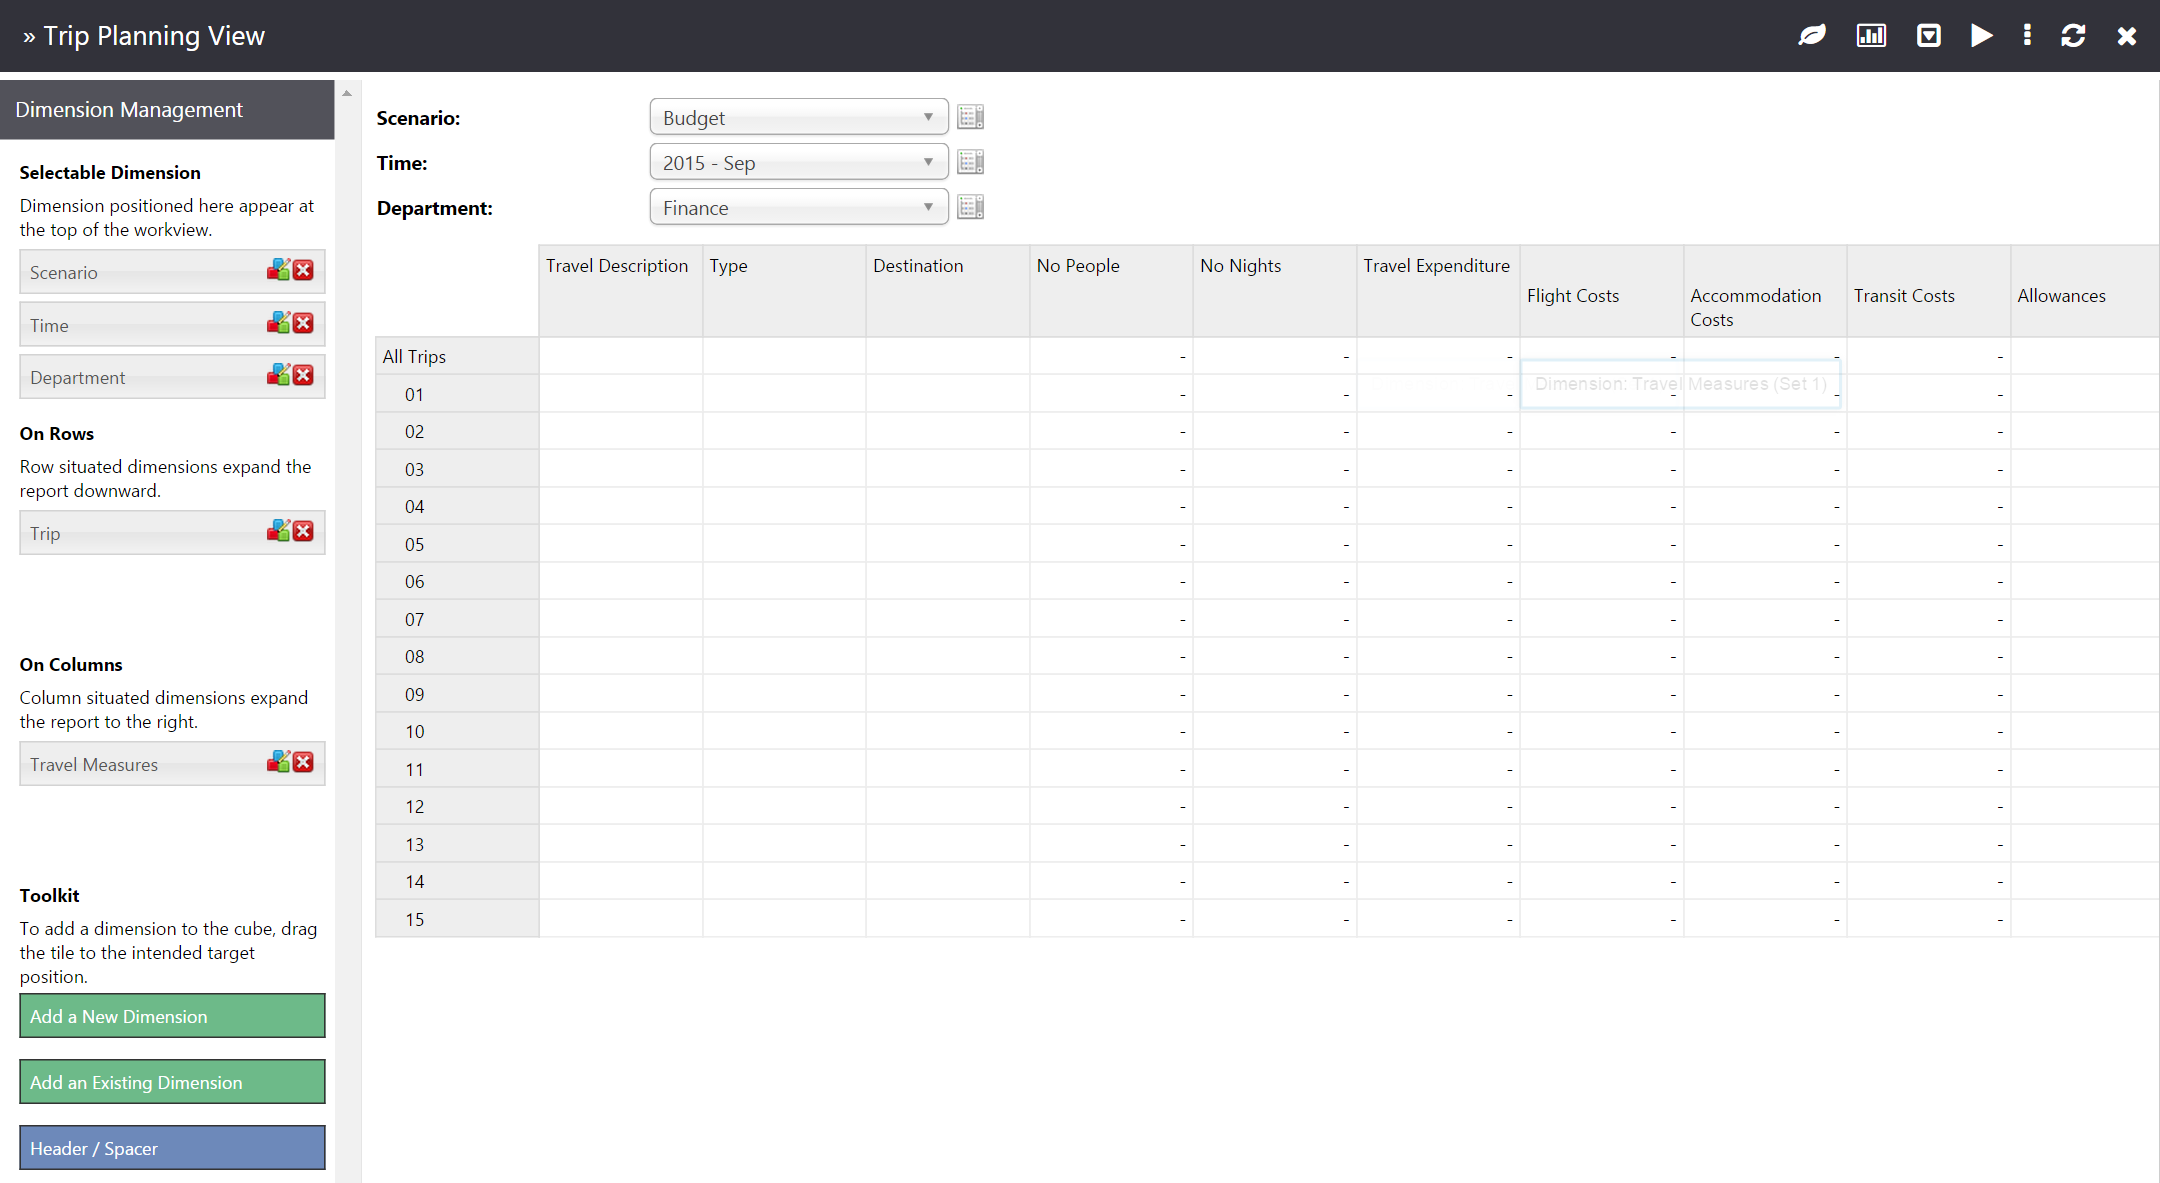 » Trip Planning View
Dimension Management
Selectable Dimension
Dimension positioned here appear at
the top of the workview.
Scenario
Time
Department
On Rows
Row situated dimensions expand the
report downward.
Trip
On Columns
Column situated dimensions expand
the report to the right.
Travel Measures
Toolkit
To add a dimension to the cube, drag
the tile to the intended target
position.
Add a New Dimension
Add an Existing Dimension
Header / Spacer
Scenario: Budget
Time: 2015 - Sep
Department: Finance
Travel Description Type Destination No People No Nights Travel Expenditure
Flight Costs Accommodation Costs Transit Costs Allowances
All Trips - - - - - -
Dimension: Travel Measures (Set 1)
01 - - - - - -
02 - - - - - -
03 - - - - - -
04 - - - - - -
05 - - - - - -
06 - - - - - -
07 - - - - - -
08 - - - - - -
09 - - - - - -
10 - - - - - -
11 - - - - - -
12 - - - - - -
13 - - - - - -
14 - - - - - -
15 - - - - - -